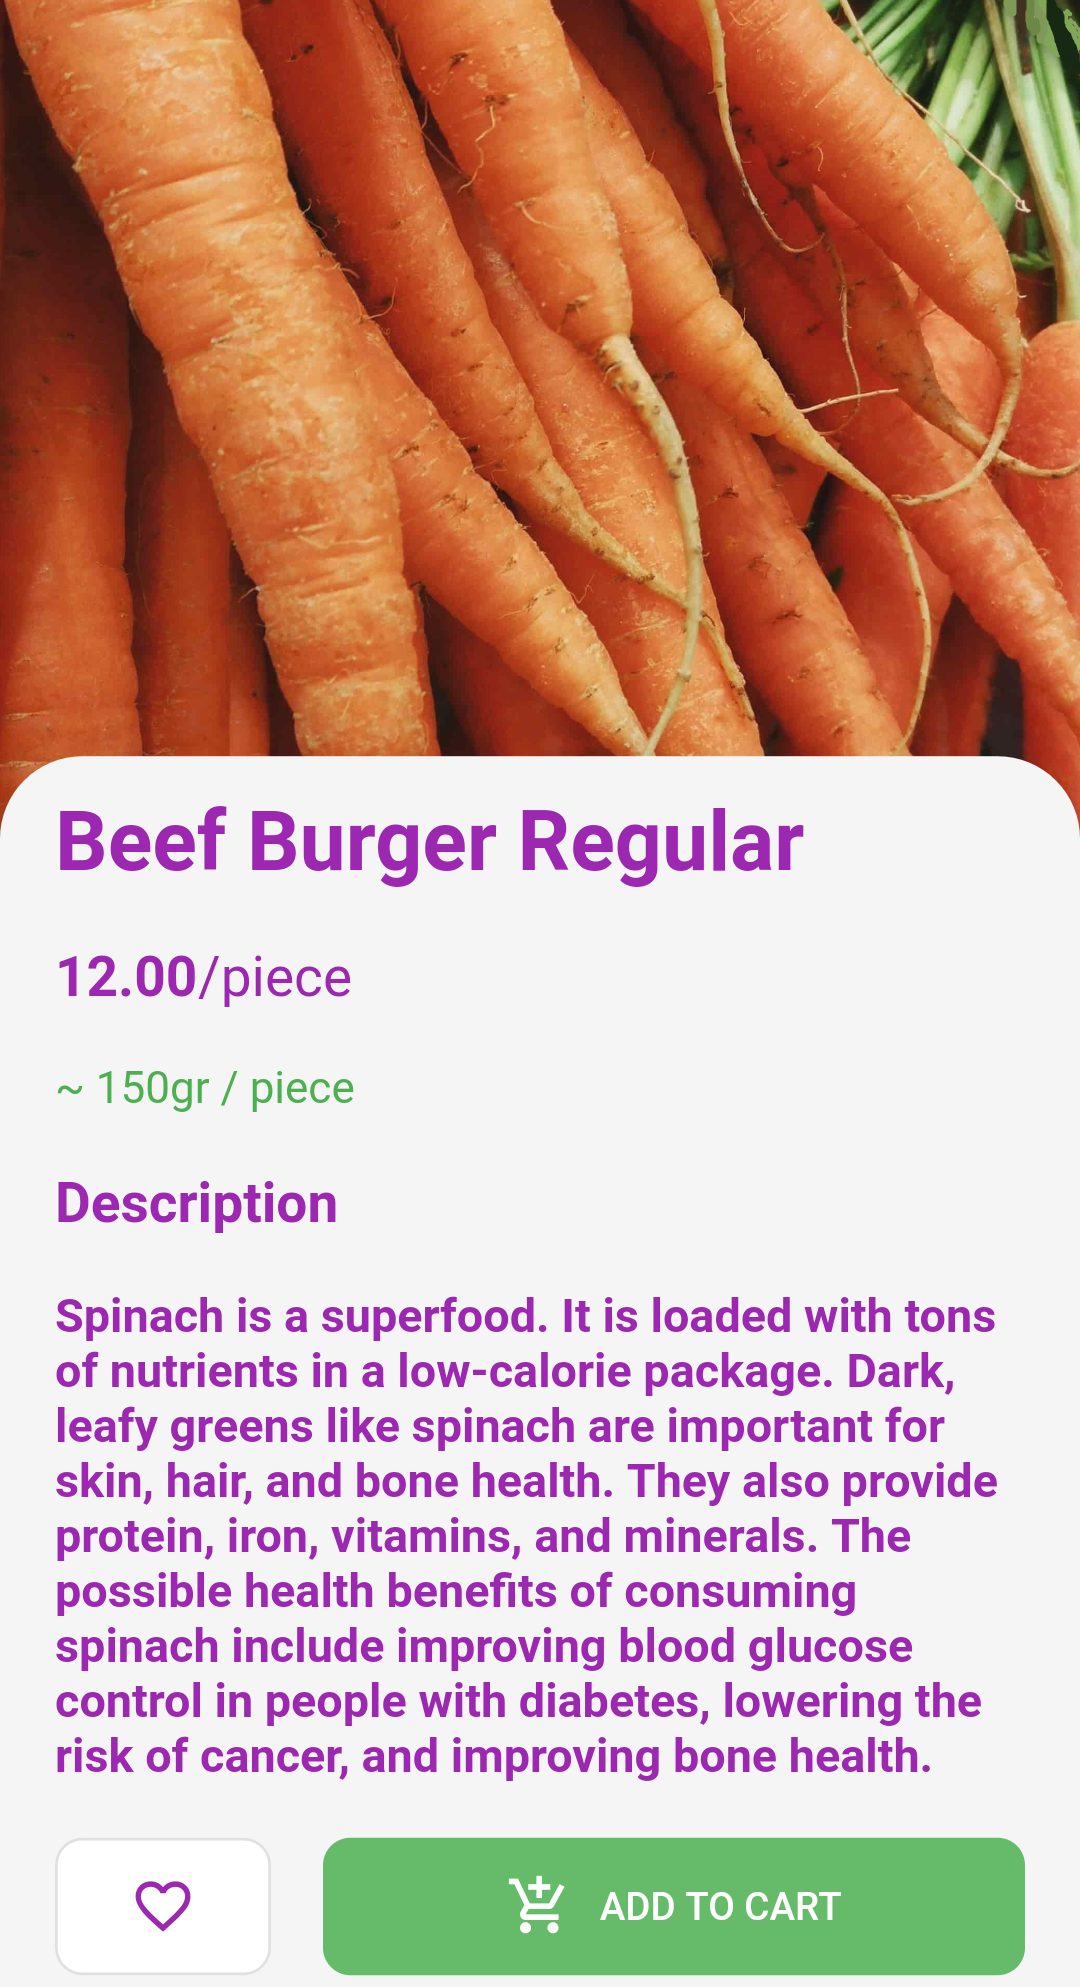 Beef Burger Regular
12.00/piece
~ 150gr / piece
Description
Spinach is a superfood. It is loaded with tons
of nutrients in a low-calorie package. Dark,
leafy greens like spinach are important for
skin, hair, and bone health. They also provide
protein, iron, vitamins, and minerals. The
possible health benefits of consuming
spinach include improving blood glucose
control in people with diabetes, lowering the
risk of cancer, and improving bone health.
ADD TO CART